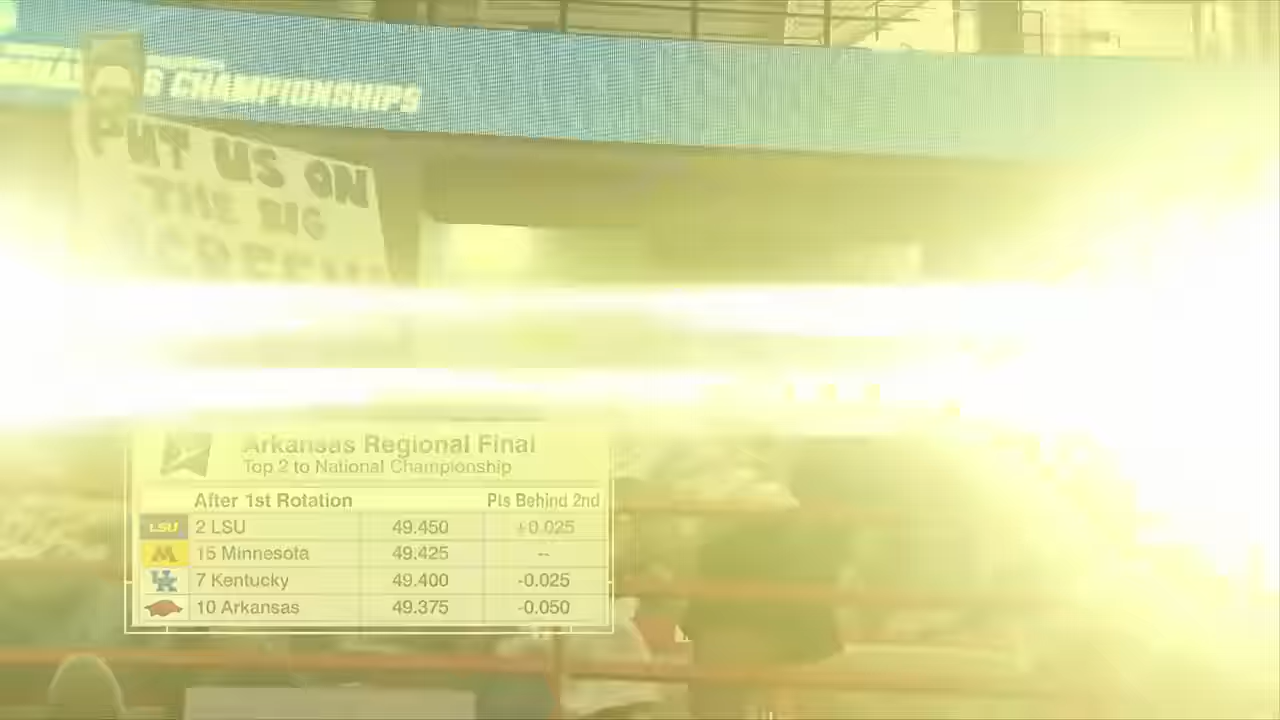 S CHAMPIONSHIPS
PUT US ON
THE BIG
SCREEN
Arkansas Regional Final
Top 2 to National Championship
After 1st Rotation Pts Behind 2nd
LSU 2 LSU 49.450 +0.025
M 15 Minnesota 49.425 --
UK 7 Kentucky 49.400 -0.025
10 Arkansas 49.375 -0.050